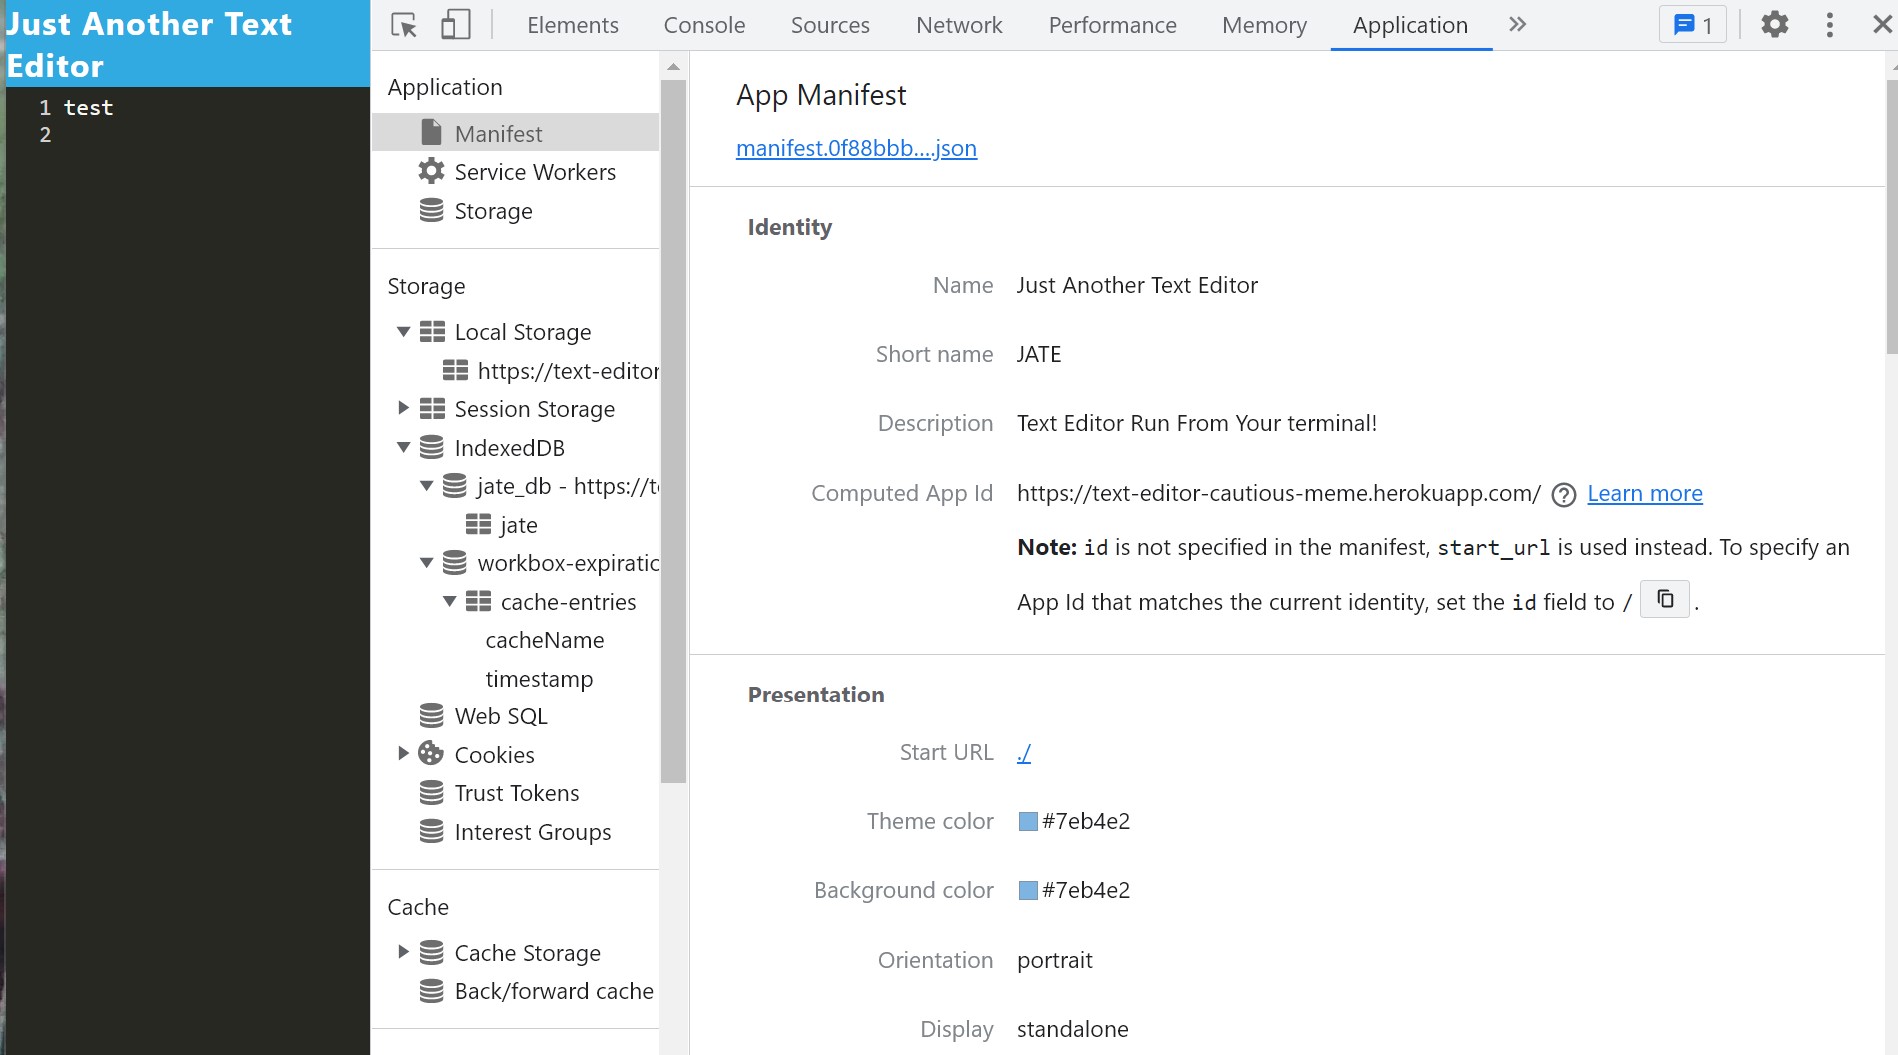 Just Another Text
Editor
1 test
2
Elements Console Sources Network Performance Memory Application 1
Application
Manifest
Service Workers
Storage
Storage
Local Storage
https://text-editor
Session Storage
IndexedDB
jate_db - https://t
jate
workbox-expiratio
cache-entries
cacheName
timestamp
Web SQL
Cookies
Trust Tokens
Interest Groups
Cache
Cache Storage
Back/forward cache
App Manifest
manifest.0f88bbb....json
Identity
Name Just Another Text Editor
Short name JATE
Description Text Editor Run From Your terminal!
Computed App Id https://text-editor-cautious-meme.herokuapp.com/ Learn more
Note: id is not specified in the manifest, start_url is used instead. To specify an
App Id that matches the current identity, set the id field to / .
Presentation
Start URL ./
Theme color #7eb4e2
Background color #7eb4e2
Orientation portrait
Display standalone